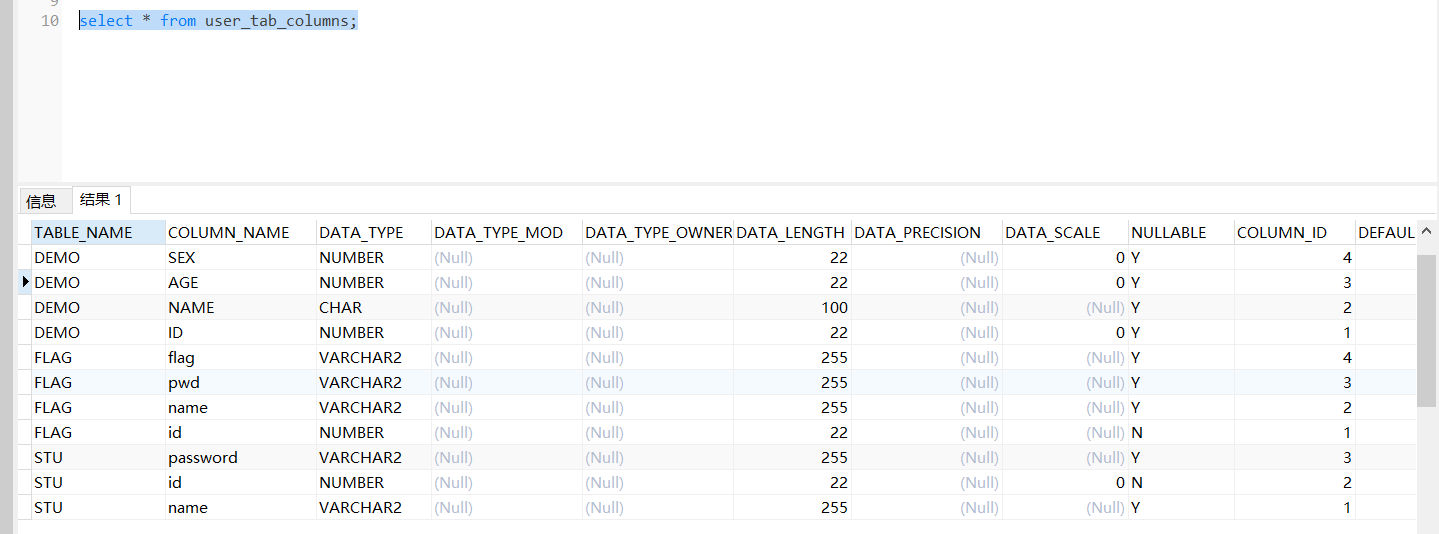 9
10 select * from user_tab_columns;
信息 结果 1
TABLE_NAME COLUMN_NAME DATA_TYPE DATA_TYPE_MOD DATA_TYPE_OWNER DATA_LENGTH DATA_PRECISION DATA_SCALE NULLABLE COLUMN_ID DEFAUL
DEMO SEX NUMBER (Null) (Null) 22 (Null) 0 Y 4
DEMO AGE NUMBER (Null) (Null) 22 (Null) 0 Y 3
DEMO NAME CHAR (Null) (Null) 100 (Null) (Null) Y 2
DEMO ID NUMBER (Null) (Null) 22 (Null) 0 Y 1
FLAG flag VARCHAR2 (Null) (Null) 255 (Null) (Null) Y 4
FLAG pwd VARCHAR2 (Null) (Null) 255 (Null) (Null) Y 3
FLAG name VARCHAR2 (Null) (Null) 255 (Null) (Null) Y 2
FLAG id NUMBER (Null) (Null) 22 (Null) (Null) N 1
STU password VARCHAR2 (Null) (Null) 255 (Null) (Null) Y 3
STU id NUMBER (Null) (Null) 22 (Null) 0 N 2
STU name VARCHAR2 (Null) (Null) 255 (Null) (Null) Y 1